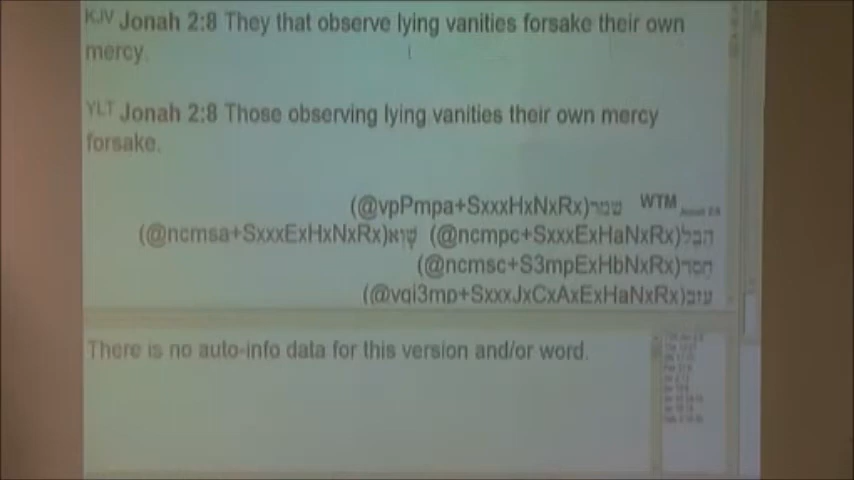 KJV Jonah 2:8 They that observe lying vanities forsake their own
mercy.
YLT Jonah 2:8 Those observing lying vanities their own mercy
forsake.
WTM שמר(@vpPmpa+SxxxHxNxRx)
הבל(@ncmpc+SxxxExHaNxRx) שָׁוְא(@ncmsa+SxxxExHxNxRx)
חסד(@ncmsc+S3mpExHbNxRx)
עזב(@vqi3mp+SxxxJxCxAxExHaNxRx)
There is no auto-info data for this version and/or word.